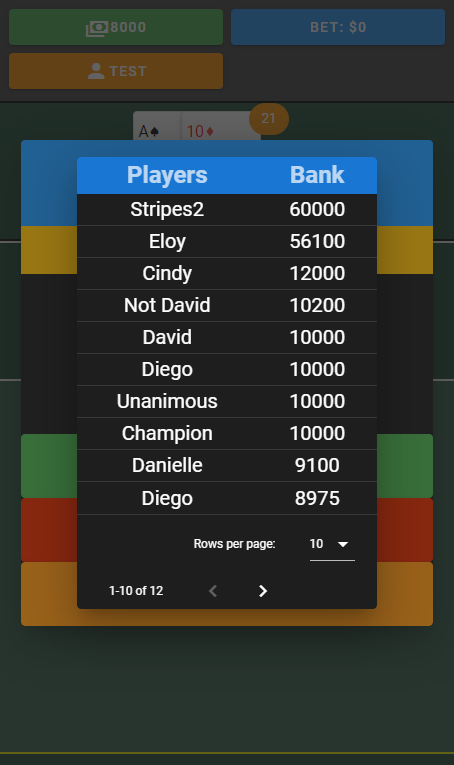 8000
BET: $0
TEST
A♠ 10♦ 21
Players Bank
Stripes2 60000
Eloy 56100
Cindy 12000
Not David 10200
David 10000
Diego 10000
Unanimous 10000
Champion 10000
Danielle 9100
Diego 8975
Rows per page: 10
1-10 of 12